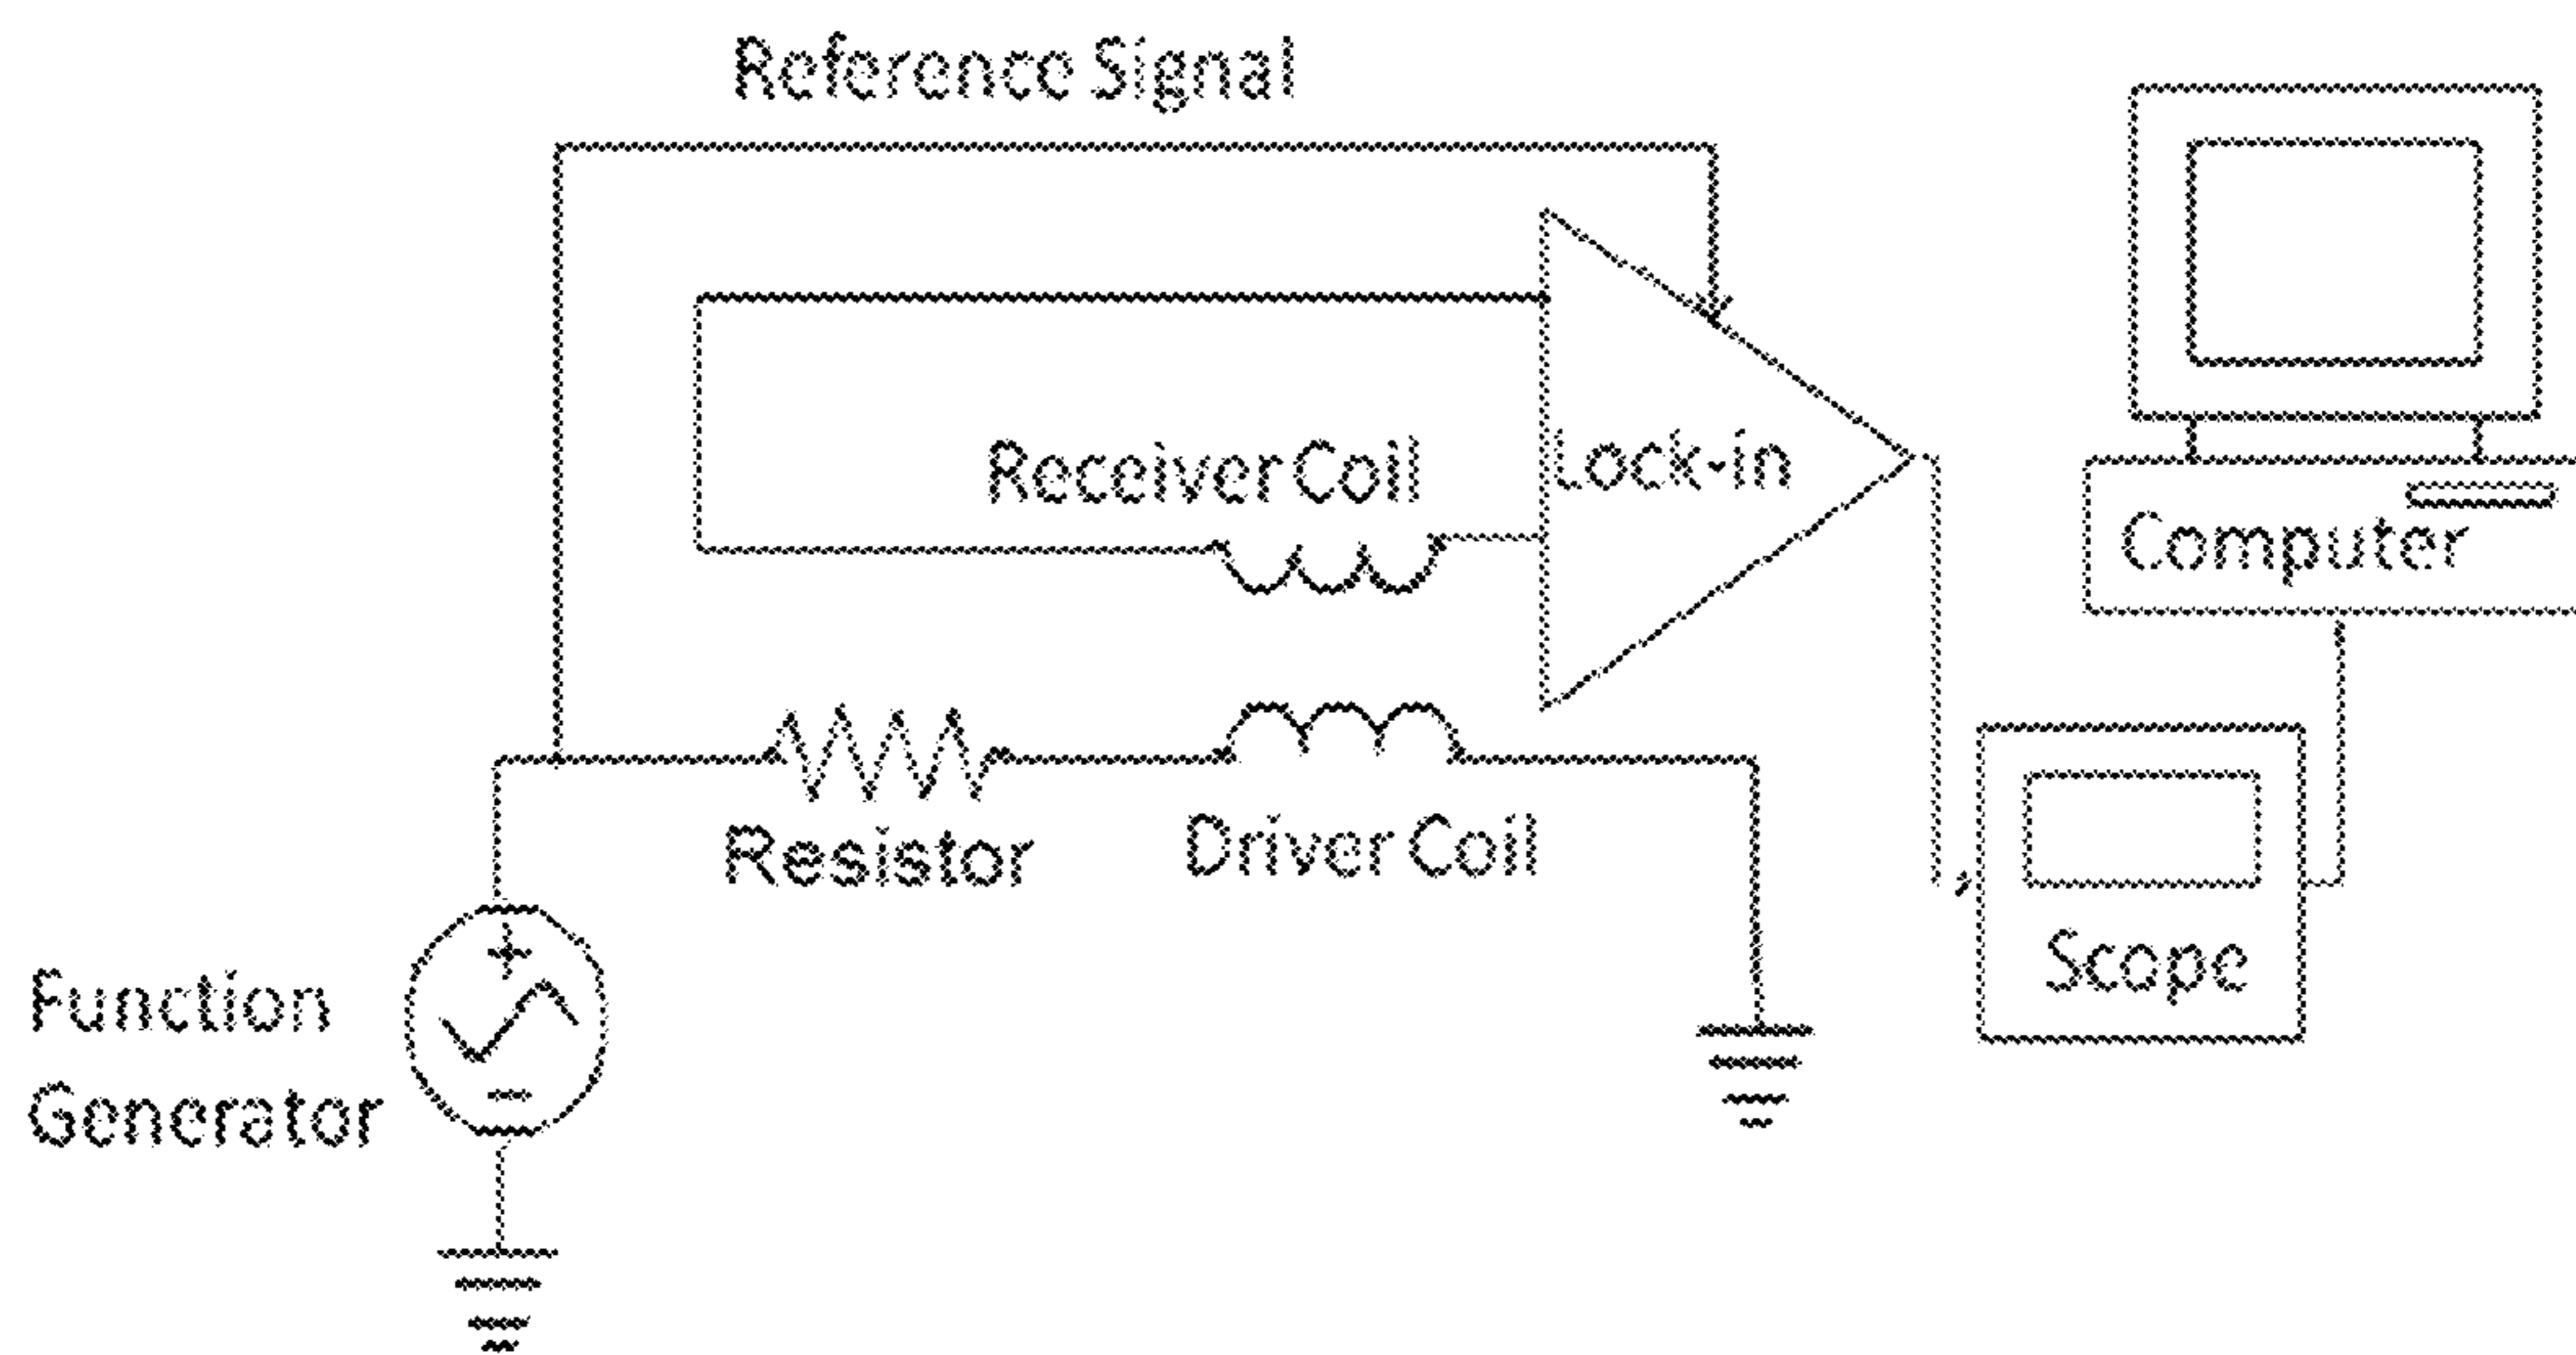 Reference Signal
Receiver Coil
Lock-in
Computer
Resistor
Driver Coil
Scope
Function
Generator